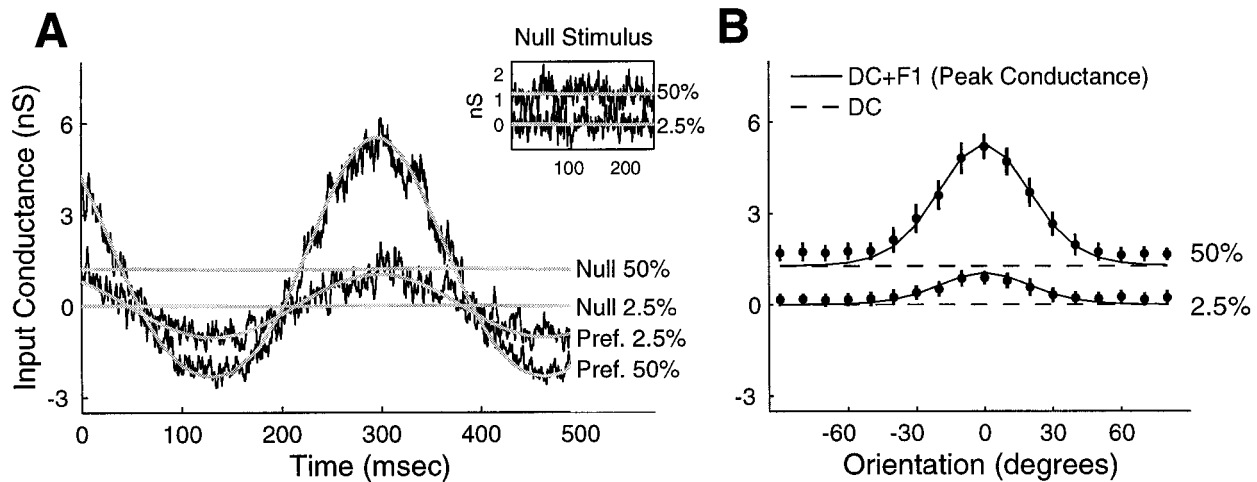 A
Null Stimulus
2
1
0
nS
50%
2.5%
100 200
6
3
0
-3
Input Conductance (nS)
Null 50%
Null 2.5%
Pref. 2.5%
Pref. 50%
0 100 200 300 400 500
Time (msec)
B
DC+F1 (Peak Conductance)
DC
6
3
0
-3
50%
2.5%
-60 -30 0 30 60
Orientation (degrees)